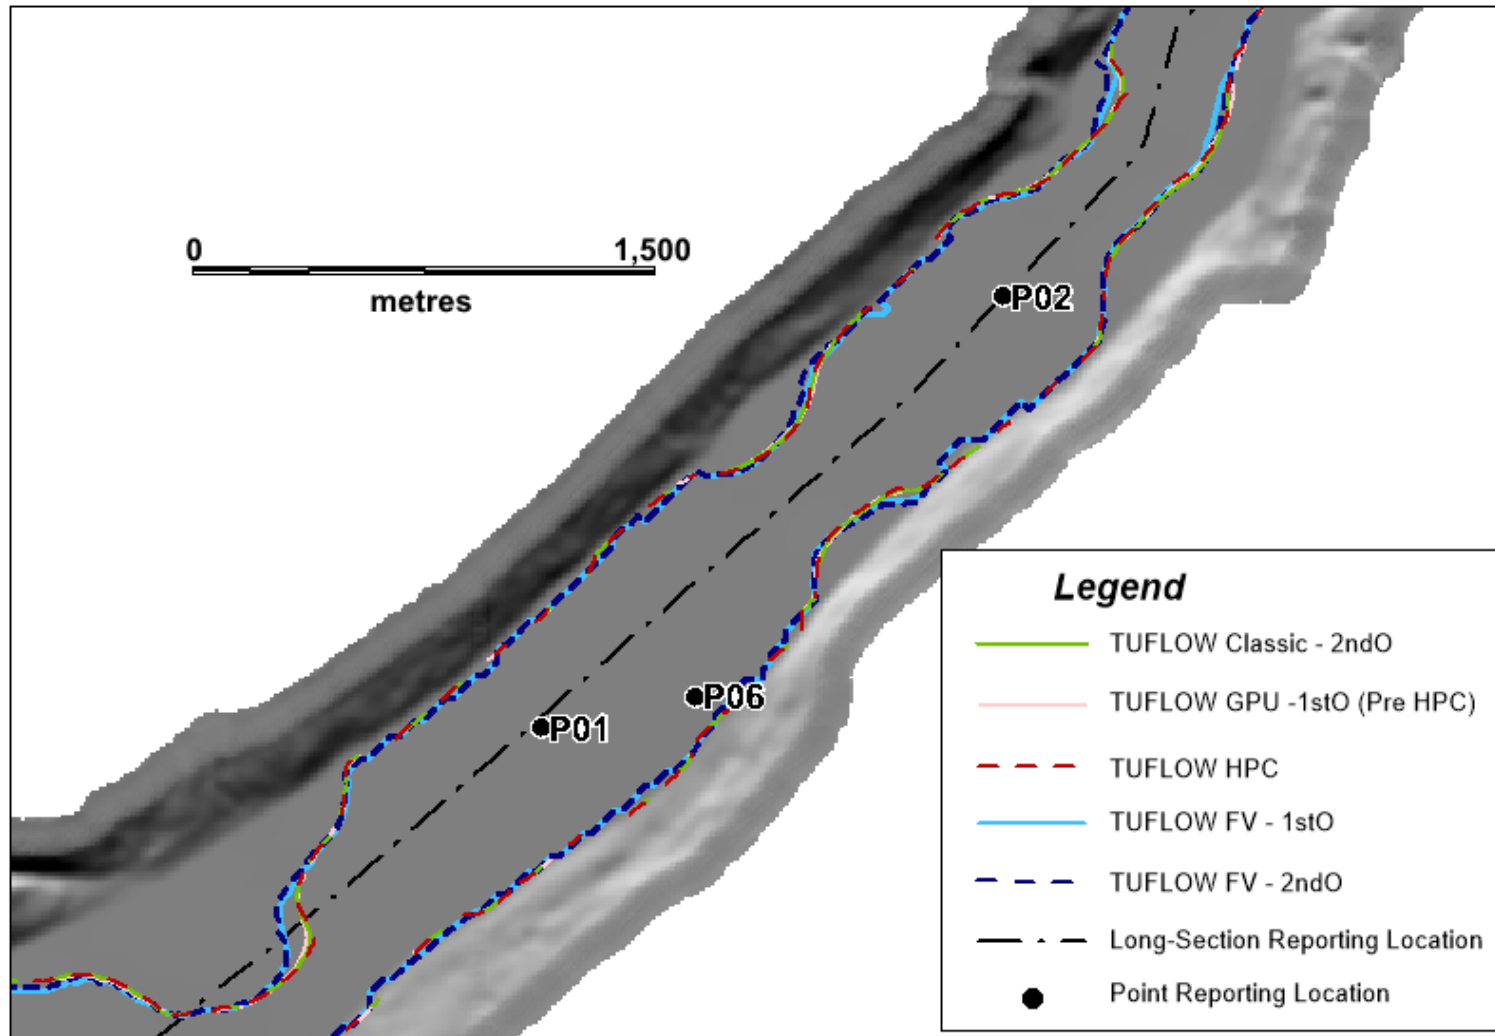 0 1,500
metres
P02
P06
P01
Legend
TUFLOW Classic - 2ndO
TUFLOW GPU -1stO (Pre HPC)
TUFLOW HPC
TUFLOW FV - 1stO
TUFLOW FV - 2ndO
Long-Section Reporting Location
Point Reporting Location